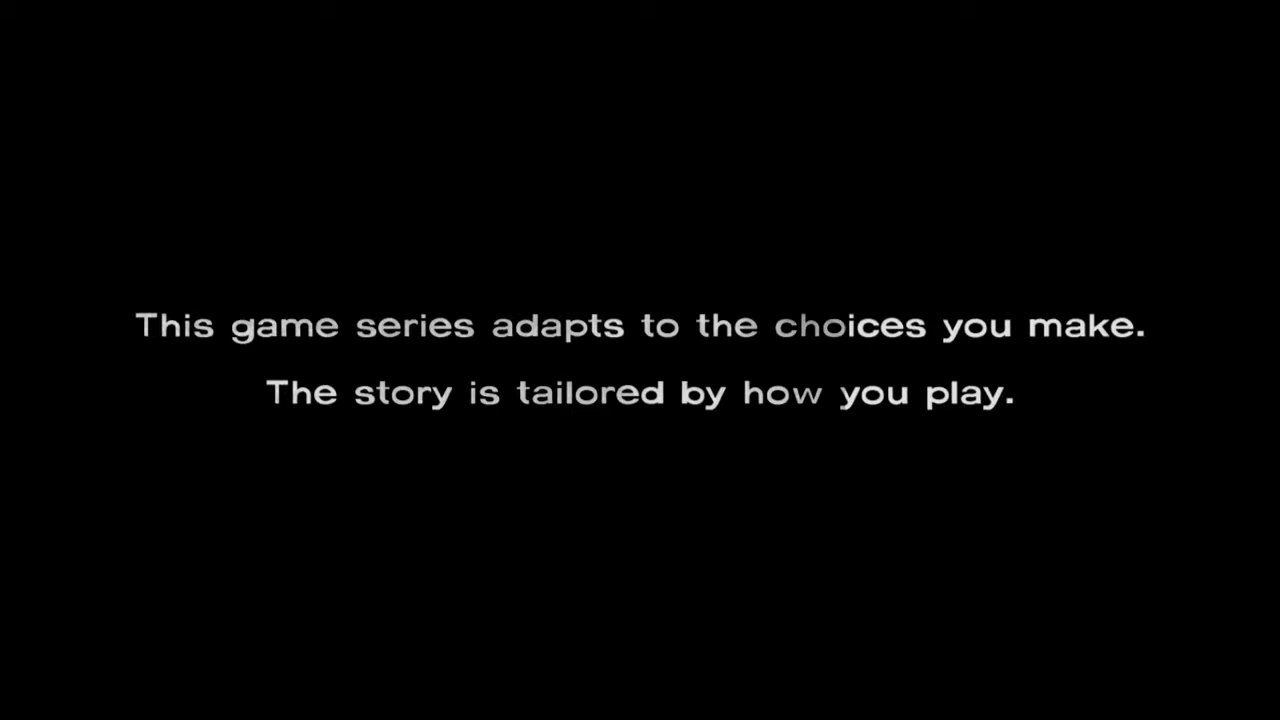 This game series adapts to the choices you make.
The story is tailored by how you play.